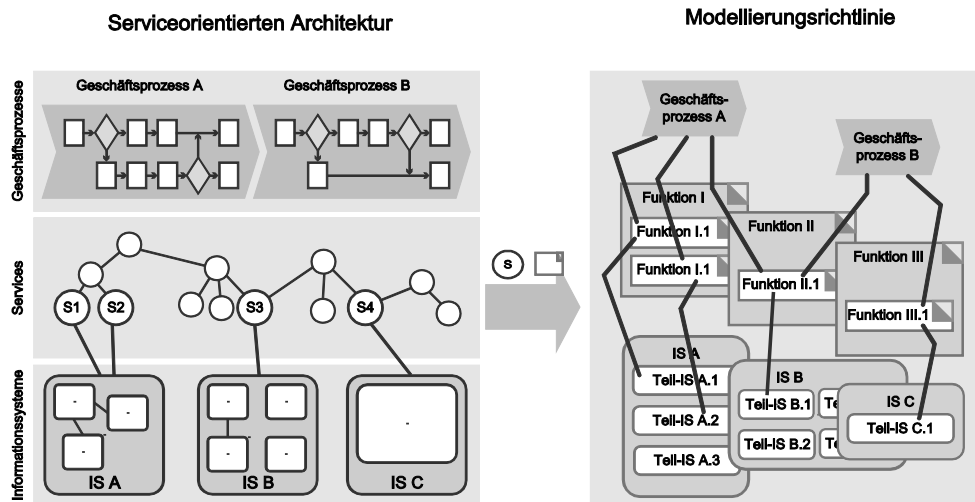 Serviceorientierten Architektur
Modellierungsrichtlinie
Geschäftsprozesse
Geschäftsprozess A
Geschäftsprozess B
Services
S1
S2
S3
S4
Informationssysteme
IS A
IS B
IS C
S
Geschäfts-
prozess A
Geschäfts-
prozess B
Funktion I
Funktion I.1
Funktion I.1
Funktion II
Funktion II.1
Funktion III
Funktion III.1
IS A
Teil-IS A.1
Teil-IS A.2
Teil-IS A.3
IS B
Teil-IS B.1
Te
Teil-IS B.2
Te
IS C
Teil-IS C.1